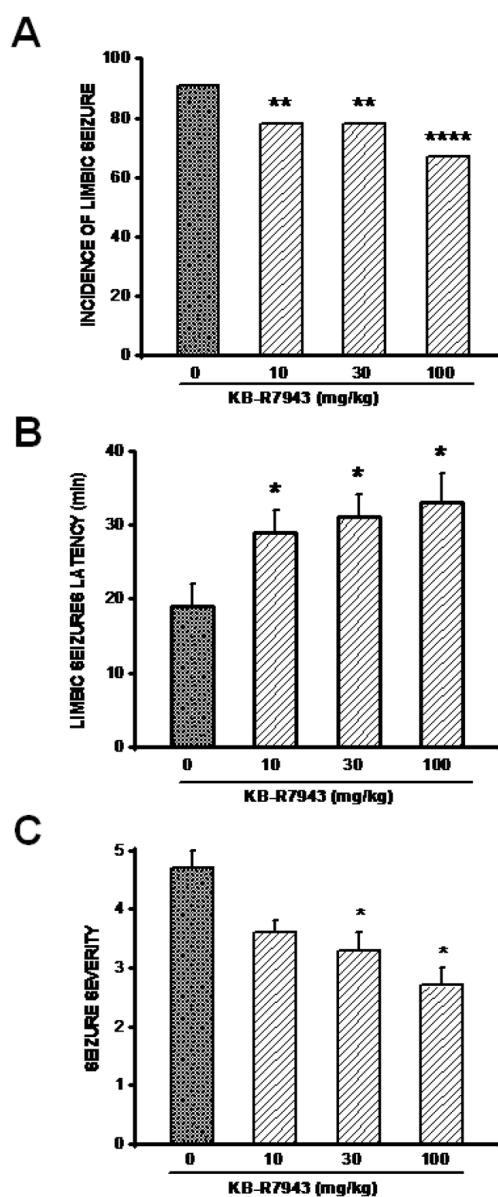 A
INCIDENCE OF LIMBIC SEIZURE
100
80
60
40
20
0
** ** ****
0 10 30 100
KB-R7943 (mg/kg)
B
LIMBIC SEIZURES LATENCY (min)
40
30
20
10
0
* * *
0 10 30 100
KB-R7943 (mg/kg)
C
SEIZURE SEVERITY
5
4
3
2
1
0
* *
0 10 30 100
KB-R7943 (mg/kg)